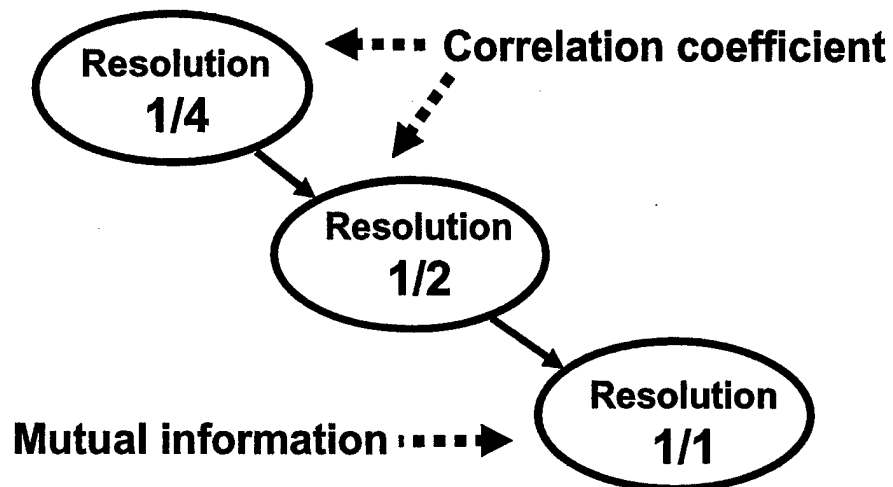 Correlation coefficient
Resolution
1/4
Resolution
1/2
Resolution
1/1
Mutual information